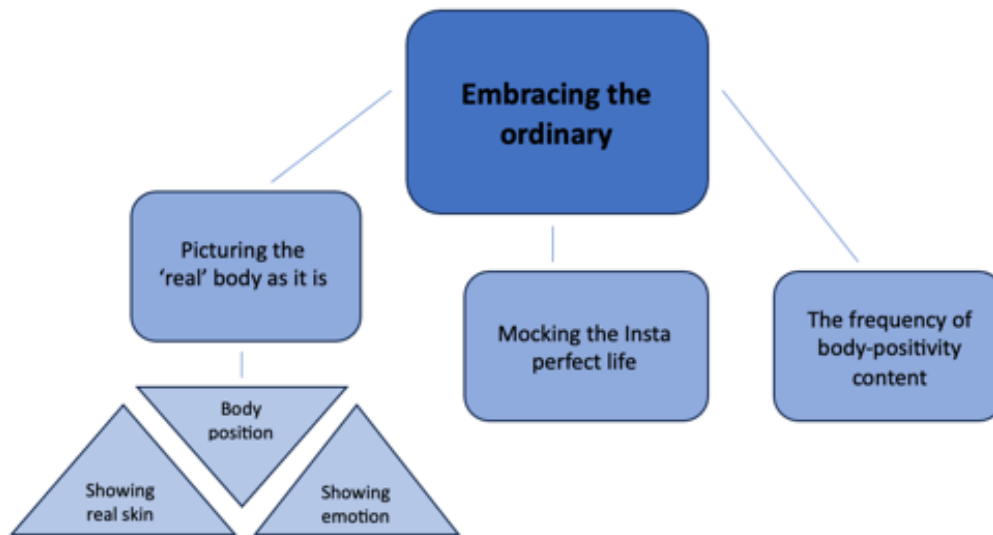 Embracing the
ordinary
Picturing the
‘real’ body as it is
Mocking the Insta
perfect life
The frequency of
body-positivity
content
Body
position
Showing
real skin
Showing
emotion